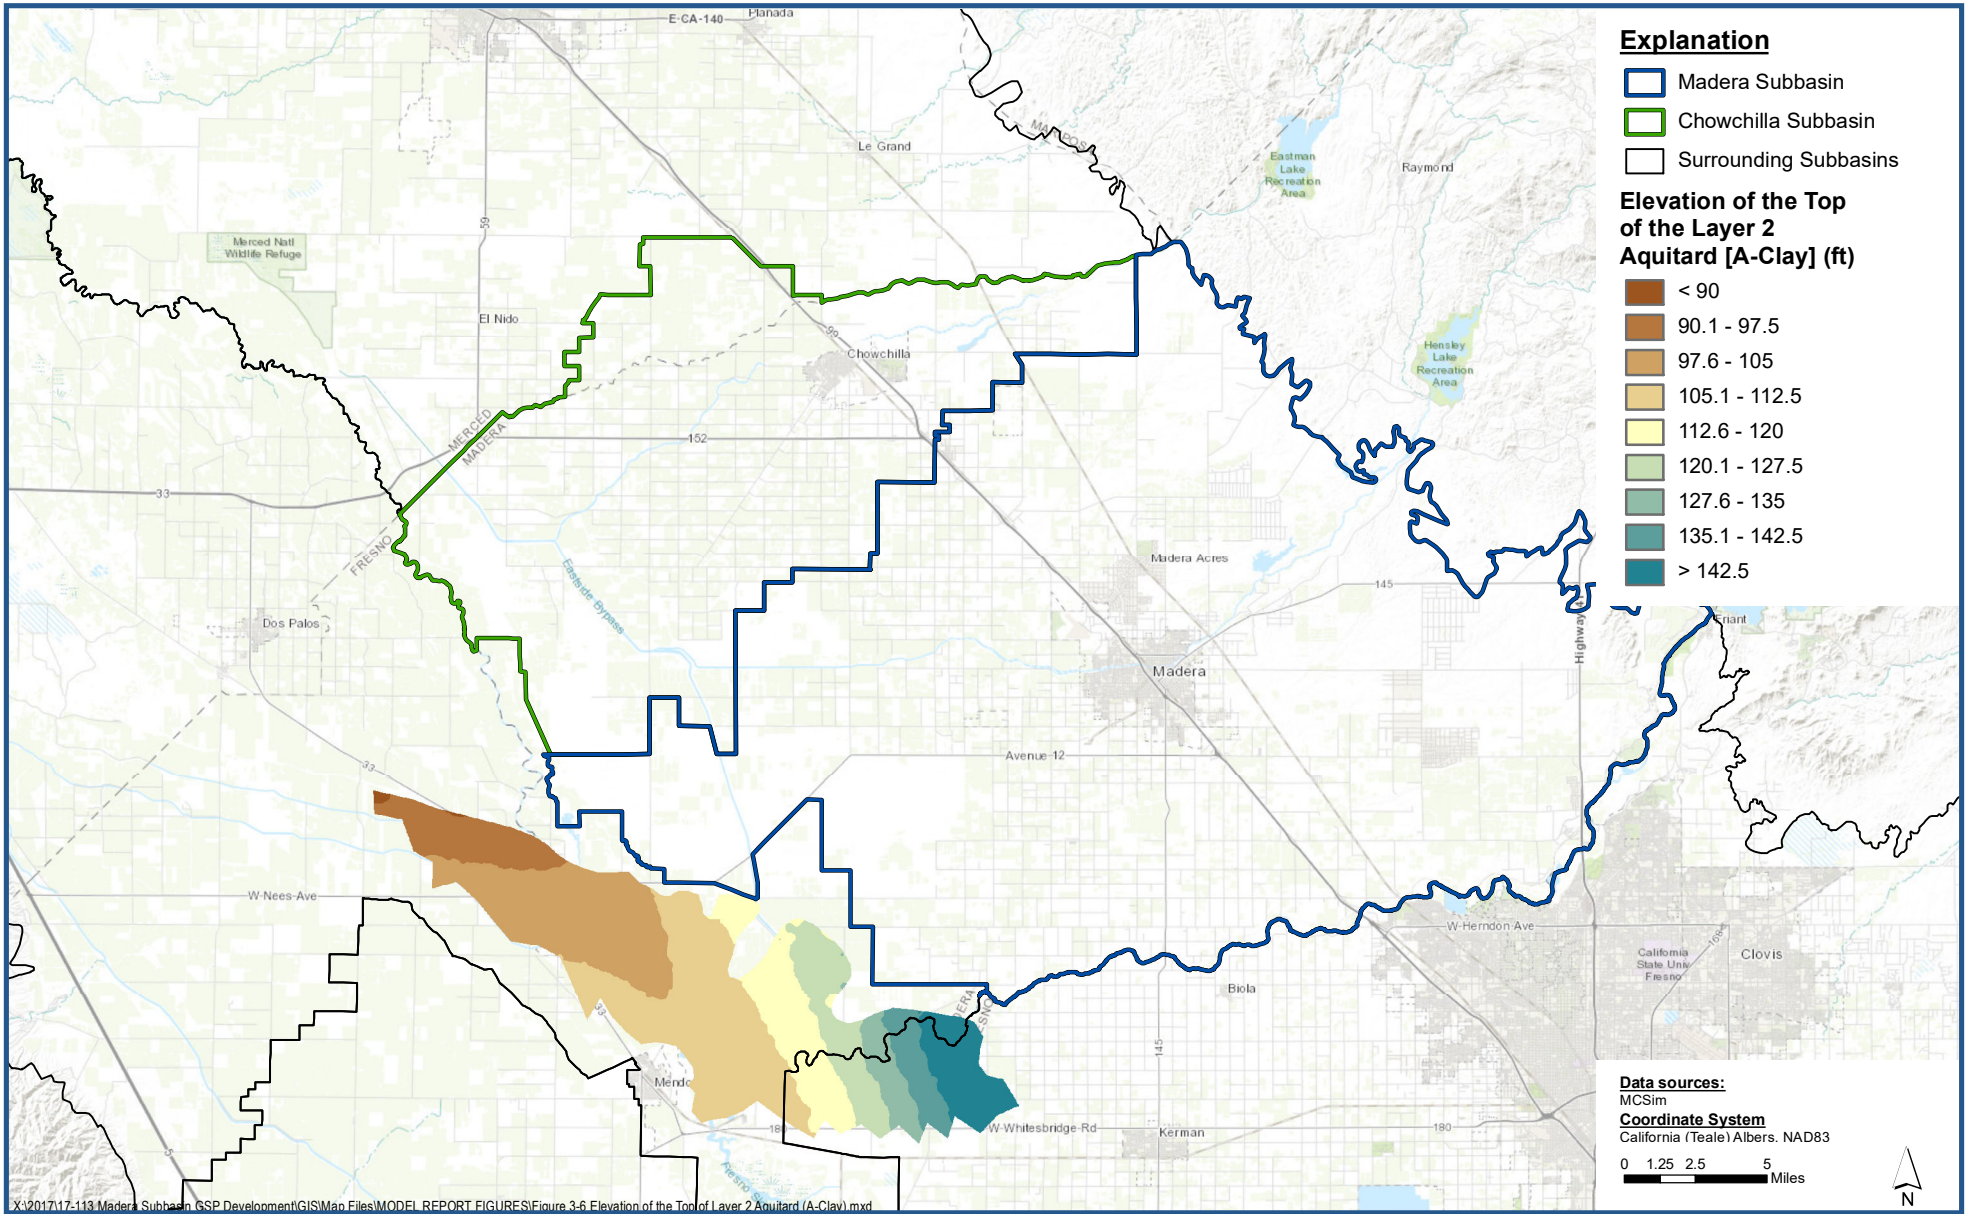 E-CA-140
Planada
Explanation
Madera Subbasin
Chowchilla Subbasin
Surrounding Subbasins
Elevation of the Top
of the Layer 2
Aquitard [A-Clay] (ft)
< 90
90.1 - 97.5
97.6 - 105
105.1 - 112.5
112.6 - 120
120.1 - 127.5
127.6 - 135
135.1 - 142.5
> 142.5
MARIPOS
Le Grand
Eastman
Lake
Recreation
Area
Raymond
59
Merced Natl
Wildlife Refuge
El Nido
99
Chowchilla
Hensley
Lake
Recreation
Area
MERCED
MADERA
152
33
FRESNO
Eastside Bypass
Madera Acres
145
Dos Palos
Highway 41
Friant
Madera
33
Avenue 12
W-Nees-Ave
W-Herndon Ave
168
California
State Univ
Fresno
Clovis
Biola
DERA
SNO
33
145
Mendo
180
W-Whitesbridge-Rd
Kerman
180
5
Fresno S
Data sources:
MCSim
Coordinate System
California (Teale) Albers, NAD83
0 1.25 2.5 5
Miles
N
X:\2017\17-113 Madera Subbasin GSP Development\GIS\Map Files\MODEL REPORT FIGURES\Figure 3-6 Elevation of the Top of Layer 2 Aquitard (A-Clay).mxd